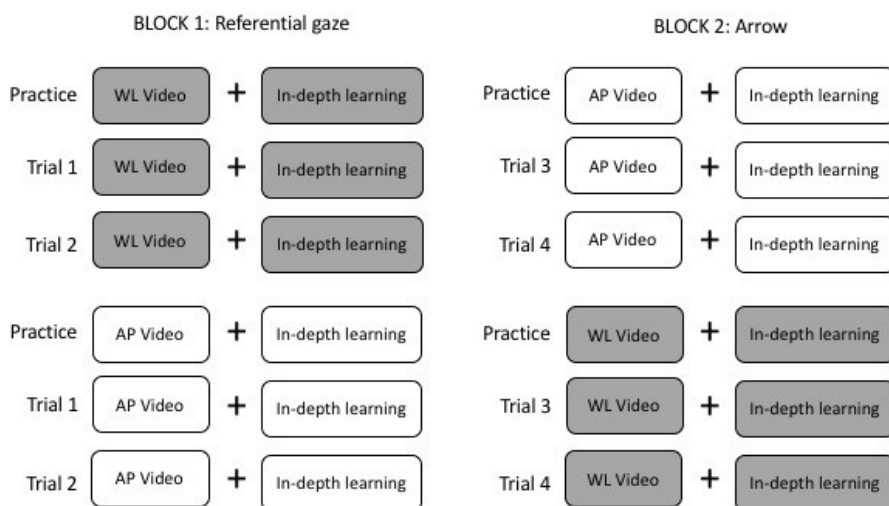 BLOCK 1: Referential gaze
Practice WL Video + In-depth learning
Trial 1 WL Video + In-depth learning
Trial 2 WL Video + In-depth learning
Practice AP Video + In-depth learning
Trial 1 AP Video + In-depth learning
Trial 2 AP Video + In-depth learning
BLOCK 2: Arrow
Practice AP Video + In-depth learning
Trial 3 AP Video + In-depth learning
Trial 4 AP Video + In-depth learning
Practice WL Video + In-depth learning
Trial 3 WL Video + In-depth learning
Trial 4 WL Video + In-depth learning